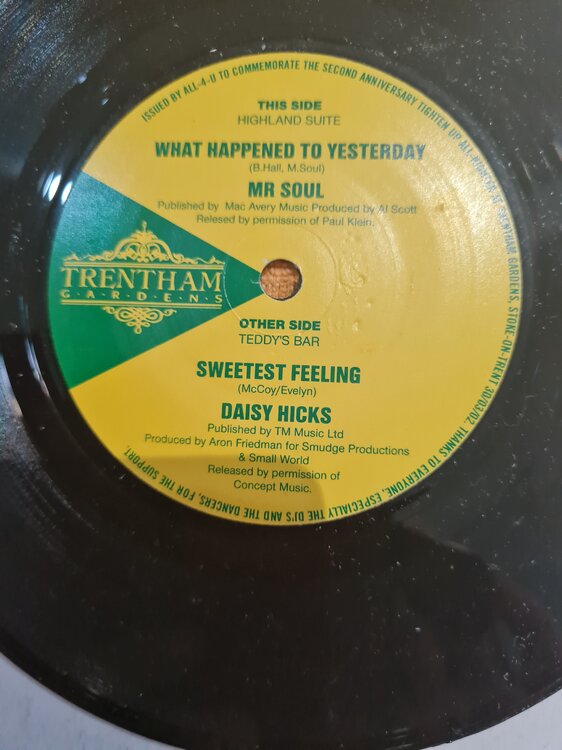 ISSUED BY ALL-4-U TO COMMEMORATE THE SECOND ANNIVERSARY TIGHTEN UP ALL-NIGHTER AT TRENTHAM GARDENS, STOKE-ON-TRENT 30/03/02. THANKS TO EVERYONE, ESPECIALLY THE DJ'S AND THE DANCERS, FOR THE SUPPORT.
THIS SIDE
HIGHLAND SUITE
WHAT HAPPENED TO YESTERDAY
(B.Hall, M.Soul)
MR SOUL
Published by Mac Avery Music Produced by Al Scott
Relesed by permission of Paul Klein.
TRENTHAM
G·A·R·D·E·N·S
OTHER SIDE
TEDDY'S BAR
SWEETEST FEELING
(McCoy/Evelyn)
DAISY HICKS
Published by TM Music Ltd
Produced by Aron Friedman for Smudge Productions
& Small World
Released by permission of
Concept Music.